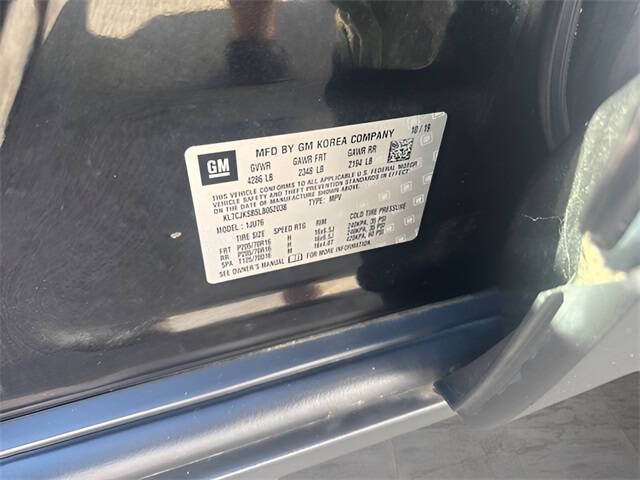 GM
MFD BY GM KOREA COMPANY
10 / 19
GVWR GAWR FRT GAWR RR
4286 LB 2348 LB 2194 LB
THIS VEHICLE CONFORMS TO ALL APPLICABLE U.S. FEDERAL MOTOR
VEHICLE SAFETY AND THEFT PREVENTION STANDARDS IN EFFECT
ON THE DATE OF MANUFACTURE SHOWN ABOVE.
KL7CJKSB5LB052038 TYPE: MPV
MODEL: 1JU76
TIRE SIZE SPEED RTG RIM COLD TIRE PRESSURE
FRT P205/70R16 H 16x6.5J 240KPA, 35 PSI
RR P205/70R16 H 16x6.5J 240KPA, 35 PSI
SPA T125/70D16 M 16x4.0T 420KPA, 60 PSI
SEE OWNER'S MANUAL FOR MORE INFORMATION